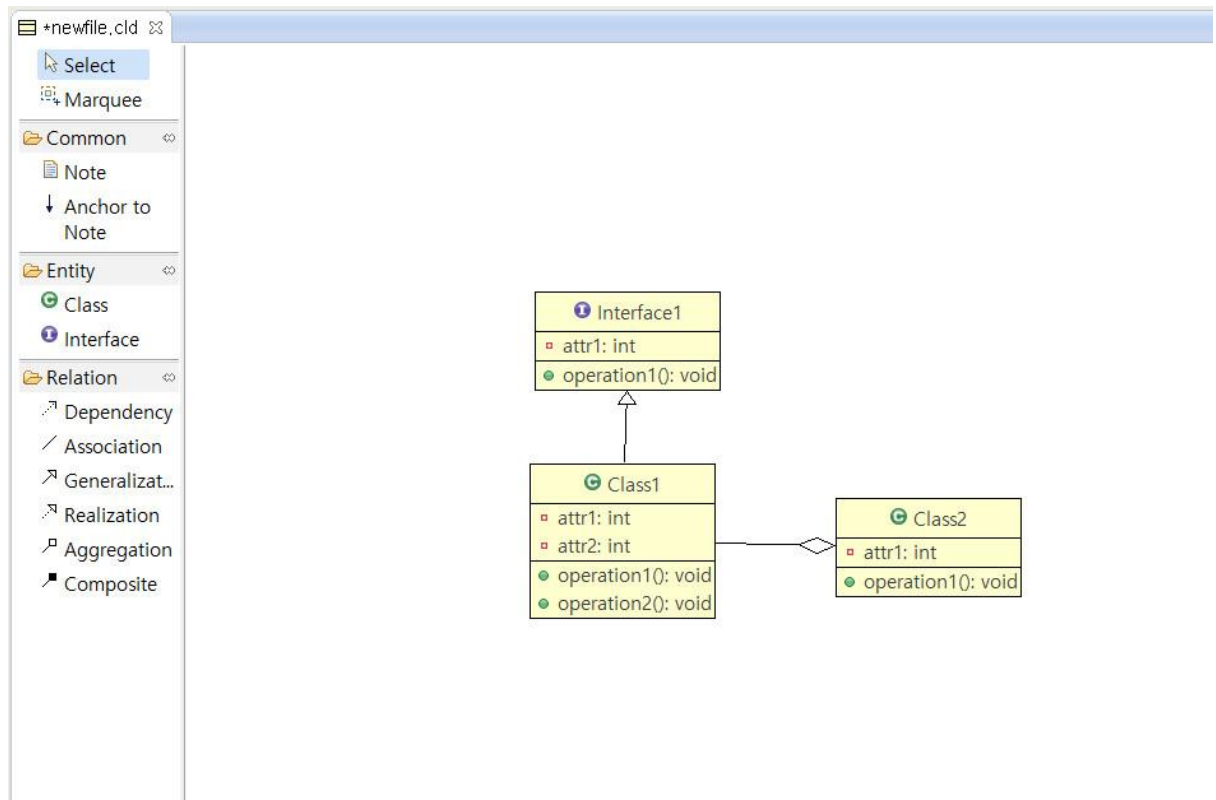 *newfile.cld
Select
Marquee
Common
Note
Anchor to
Note
Entity
Class
Interface
Relation
Dependency
Association
Generalizat...
Realization
Aggregation
Composite
Interface1
attr1: int
operation1(): void
Class1
attr1: int
attr2: int
operation1(): void
operation2(): void
Class2
attr1: int
operation1(): void